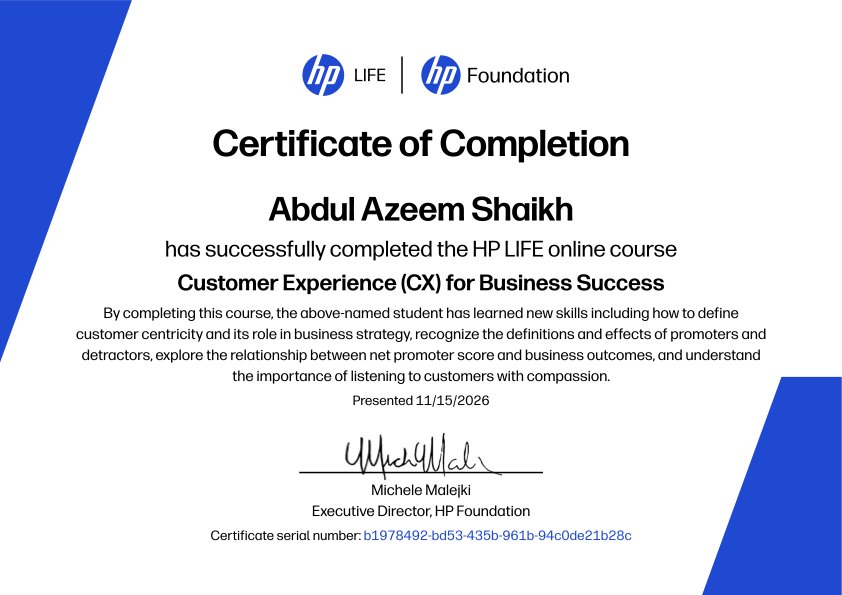 hp LIFE | hp Foundation
Certificate of Completion
Abdul Azeem Shaikh
has successfully completed the HP LIFE online course
Customer Experience (CX) for Business Success
By completing this course, the above-named student has learned new skills including how to define
customer centricity and its role in business strategy, recognize the definitions and effects of promoters and
detractors, explore the relationship between net promoter score and business outcomes, and understand
the importance of listening to customers with compassion.
Presented 11/15/2026
Michele Malejki
Executive Director, HP Foundation
Certificate serial number: b1978492-bd53-435b-961b-94c0de21b28c